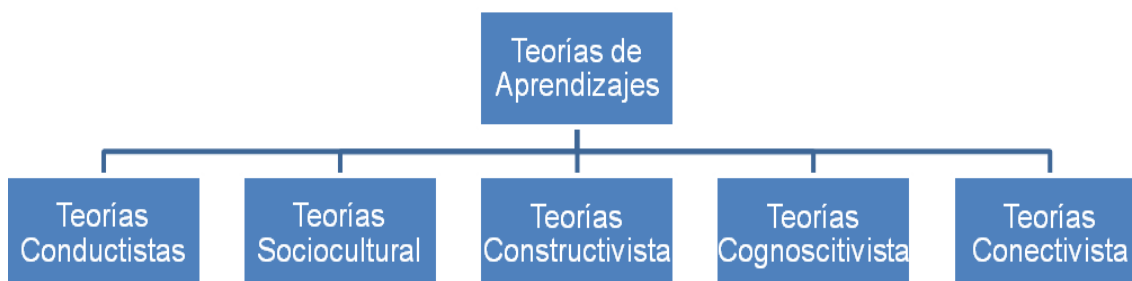 Teorías de
Aprendizajes
Teorías
Conductistas
Teorías
Sociocultural
Teorías
Constructivista
Teorías
Cognoscitivista
Teorías
Conectivista